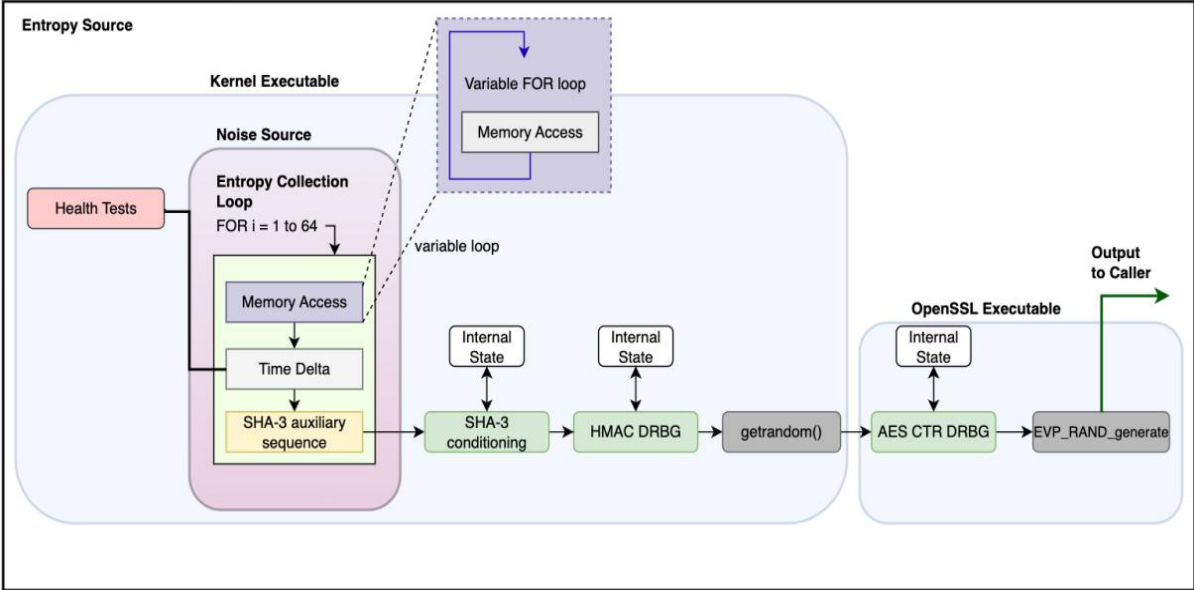 Entropy Source
Kernel Executable
Variable FOR loop
Memory Access
Noise Source
Entropy Collection
Loop
FOR i = 1 to 64
Health Tests
variable loop
Memory Access
Time Delta
SHA-3 auxiliary
sequence
Internal
State
SHA-3
conditioning
Internal
State
HMAC DRBG
getrandom()
Output
to Caller
OpenSSL Executable
Internal
State
AES CTR DRBG
EVP_RAND_generate